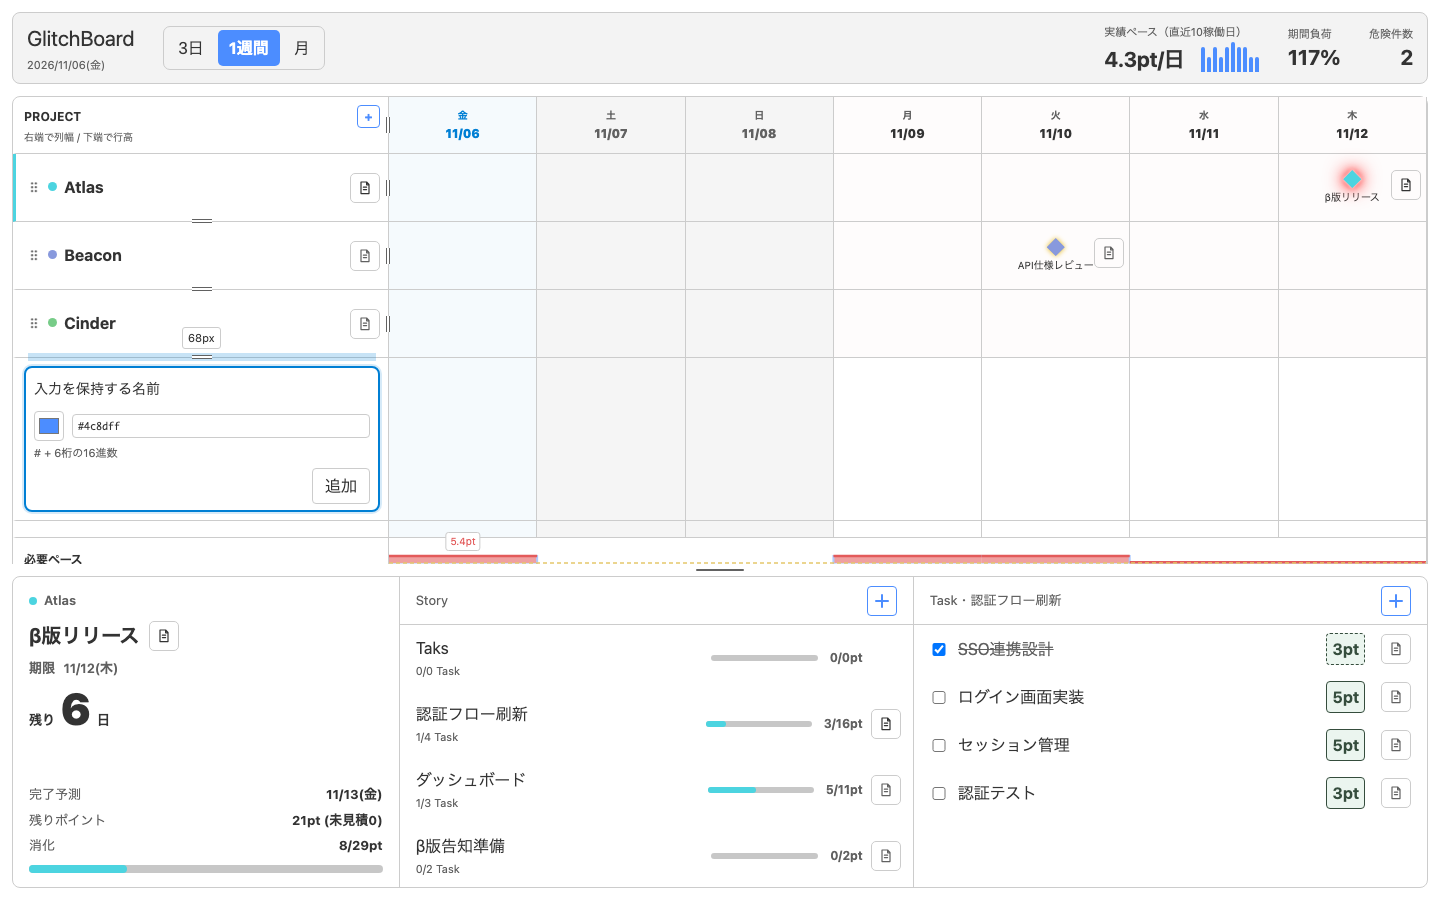 GlitchBoard
2026/11/06(金)
3日 1週間 月
実績ペース（直近10稼働日）
4.3pt/日
期間負荷
117%
危険件数
2
PROJECT
右端で列幅 / 下端で行高
+
金
11/06
土
11/07
日
11/08
月
11/09
火
11/10
水
11/11
木
11/12
Atlas
β版リリース
Beacon
API仕様レビュー
Cinder
68px
入力を保持する名前
#4c8dff
# + 6桁の16進数
追加
必要ペース
5.4pt
Atlas
β版リリース
期限 11/12(木)
残り 6 日
完了予測 11/13(金)
残りポイント 21pt (未見積0)
消化 8/29pt
Story +
Taks
0/0 Task
0/0pt
認証フロー刷新
1/4 Task
3/16pt
ダッシュボード
1/3 Task
5/11pt
β版告知準備
0/2 Task
0/2pt
Task・認証フロー刷新 +
SSO連携設計 3pt
ログイン画面実装 5pt
セッション管理 5pt
認証テスト 3pt